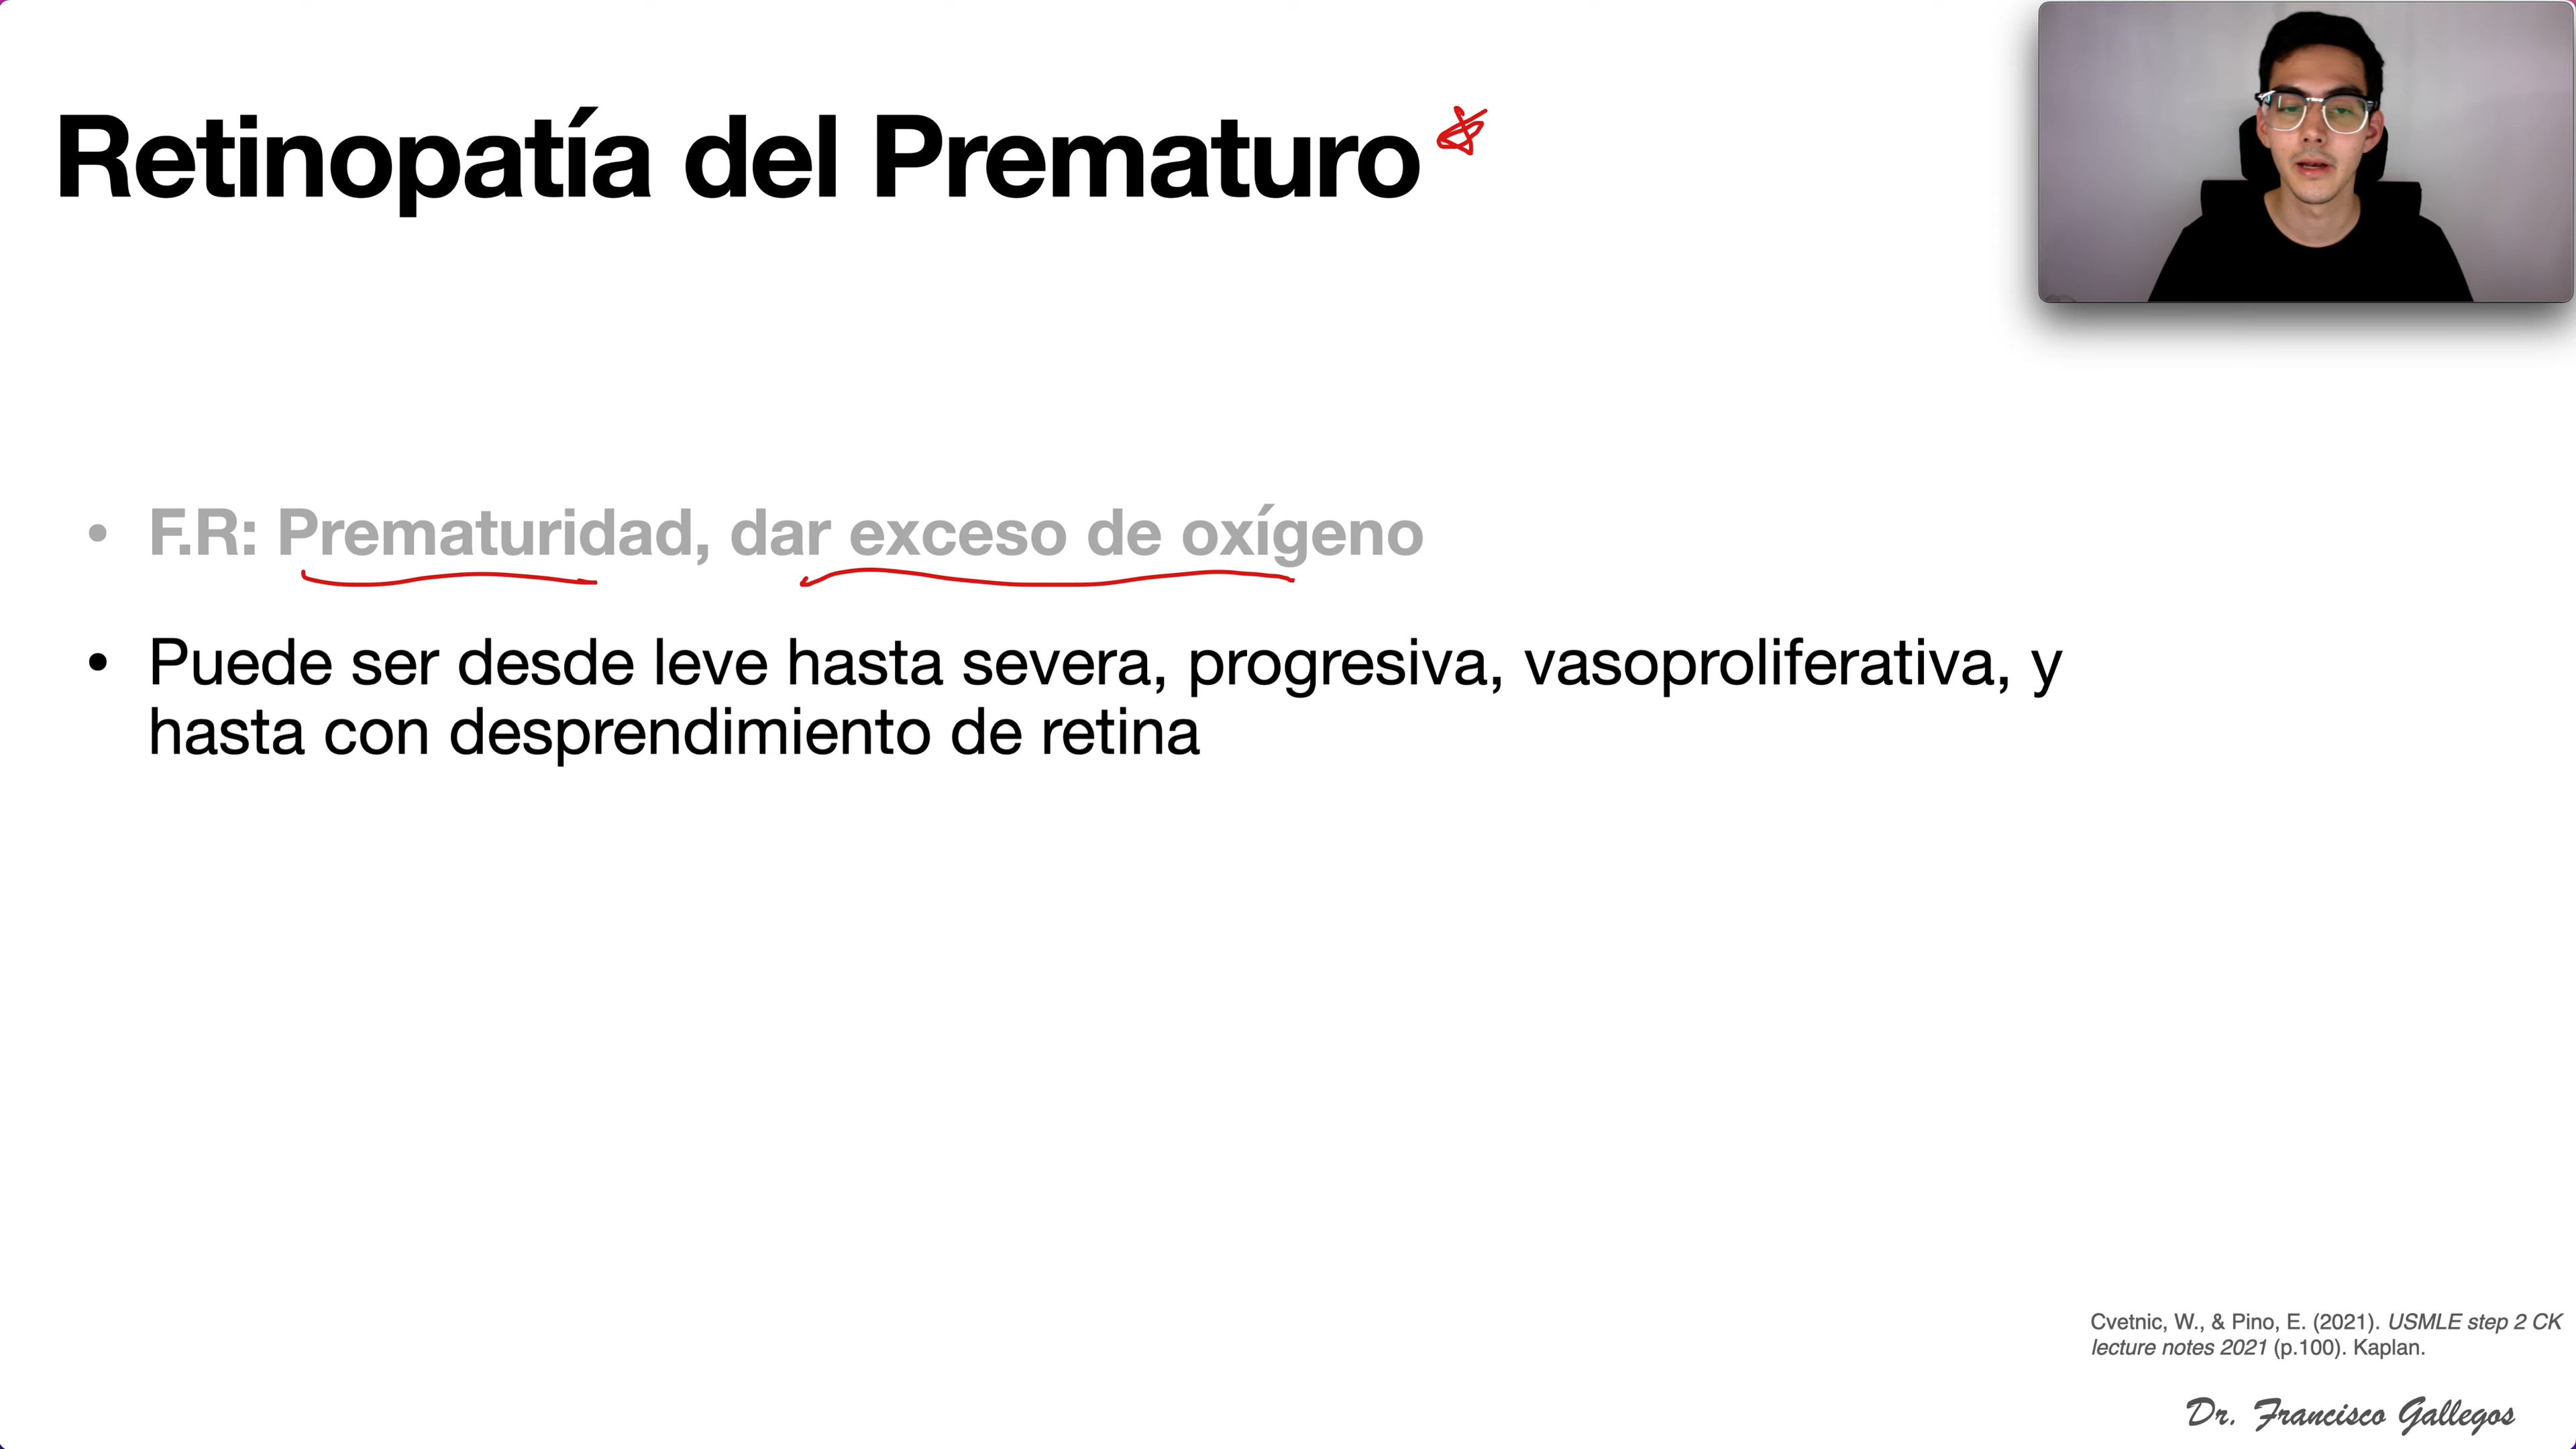 Retinopatía del Prematuro
• F.R: Prematuridad, dar exceso de oxígeno
• Puede ser desde leve hasta severa, progresiva, vasoproliferativa, y
hasta con desprendimiento de retina
Cvetnic, W., & Pino, E. (2021). USMLE step 2 CK
lecture notes 2021 (p.100). Kaplan.
Dr. Francisco Gallegos